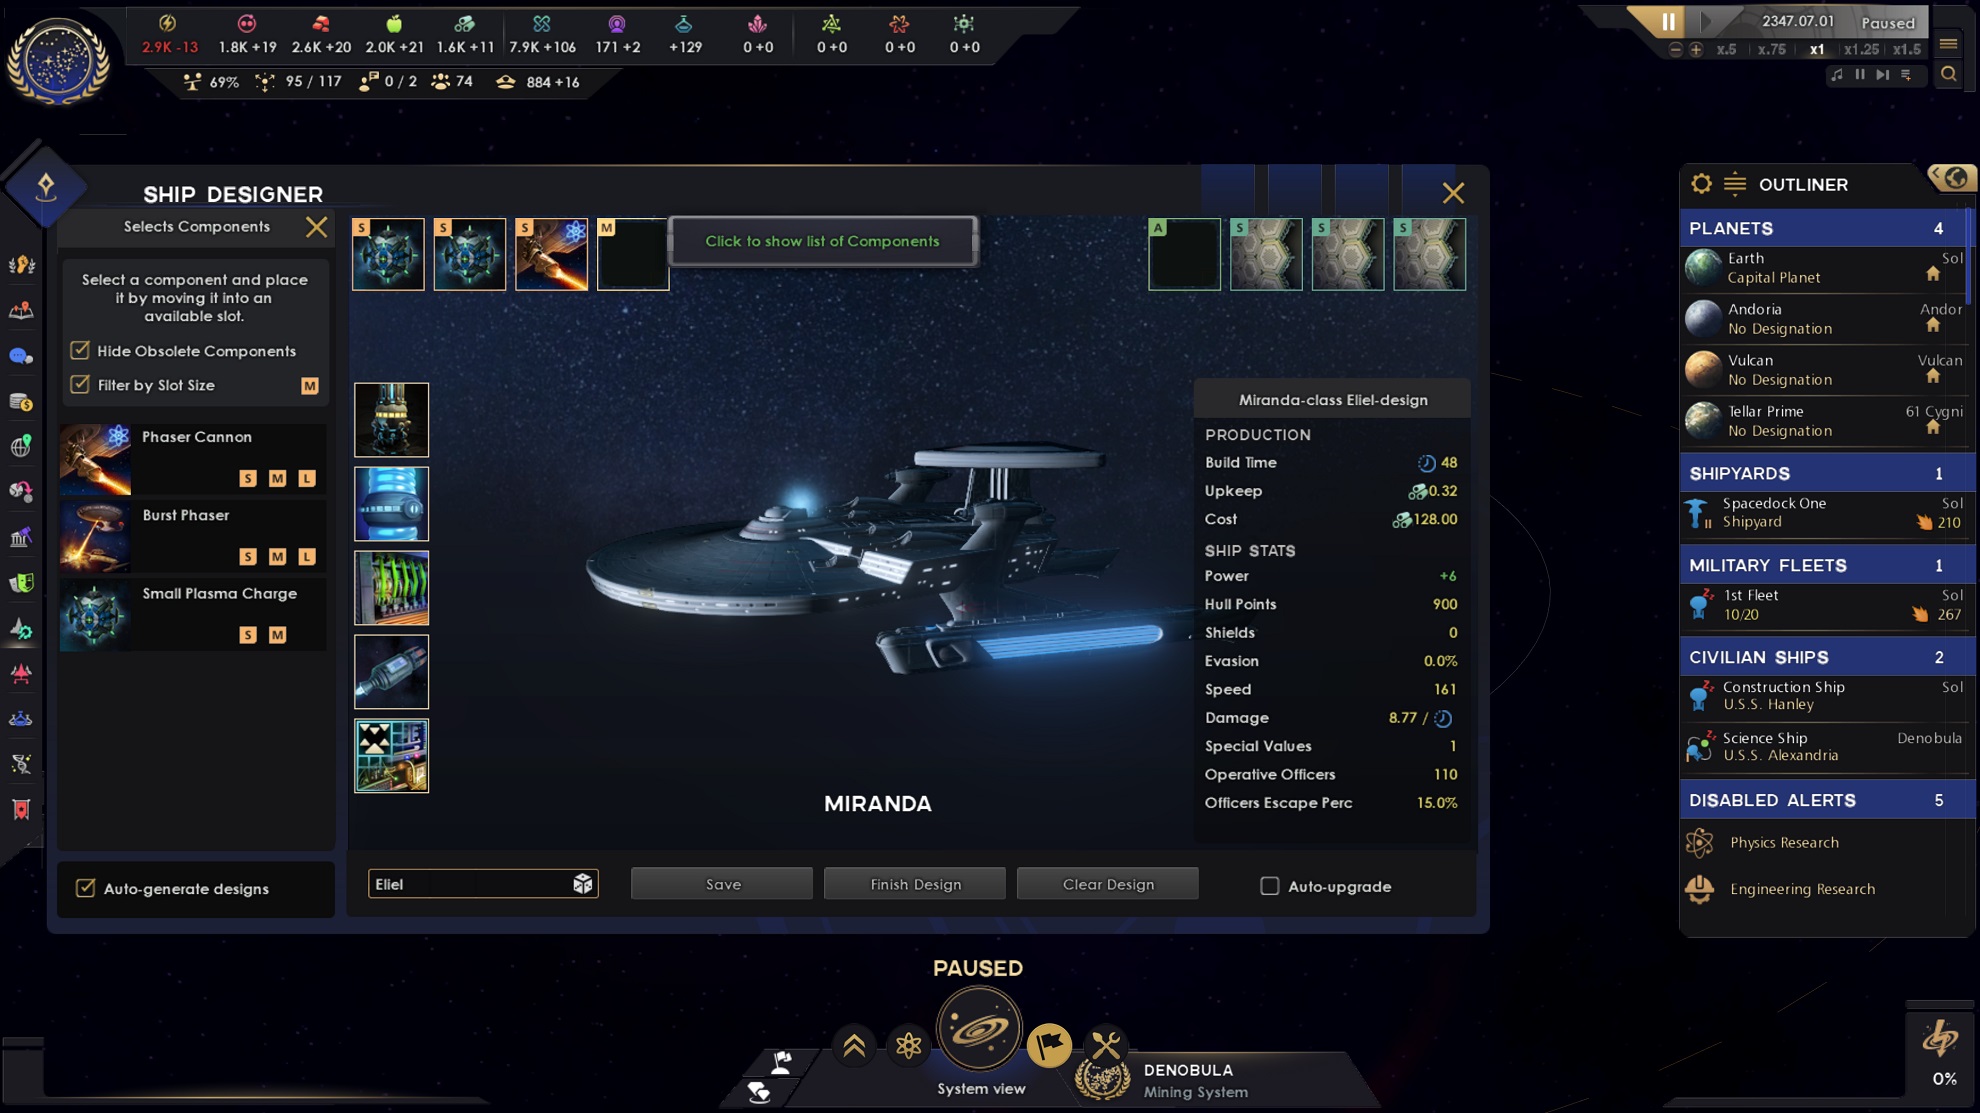 2.9K -13 1.8K +19 2.6K +20 2.0K +21 1.6K +11 7.9K +106 171 +2 +129 0 +0 0 +0 0 +0 0 +0
69% 95 / 117 0 / 2 74 884 +16
2347.07.01 Paused
x.5 x.75 x1 x1.25 x1.5
SHIP DESIGNER
Selects Components
Select a component and place
it by moving it into an
available slot.
Hide Obsolete Components
Filter by Slot Size M
Phaser Cannon
S M L
Burst Phaser
S M L
Small Plasma Charge
S M
Auto-generate designs
S S S M
Click to show list of Components
A S S S
MIRANDA
Miranda-class Eliel-design
PRODUCTION
Build Time 48
Upkeep 0.32
Cost 128.00
SHIP STATS
Power +6
Hull Points 900
Shields 0
Evasion 0.0%
Speed 161
Damage 8.77 /
Special Values 1
Operative Officers 110
Officers Escape Perc 15.0%
Eliel
Save
Finish Design
Clear Design
Auto-upgrade
OUTLINER
PLANETS 4
Earth Sol
Capital Planet
Andoria Andor
No Designation
Vulcan Vulcan
No Designation
Tellar Prime 61 Cygni
No Designation
SHIPYARDS 1
Spacedock One Sol
Shipyard 210
II
MILITARY FLEETS 1
1st Fleet Sol
10/20 267
CIVILIAN SHIPS 2
Construction Ship Sol
U.S.S. Hanley
Science Ship Denobula
U.S.S. Alexandria
DISABLED ALERTS 5
Physics Research
Engineering Research
PAUSED
System view
DENOBULA
Mining System
0%